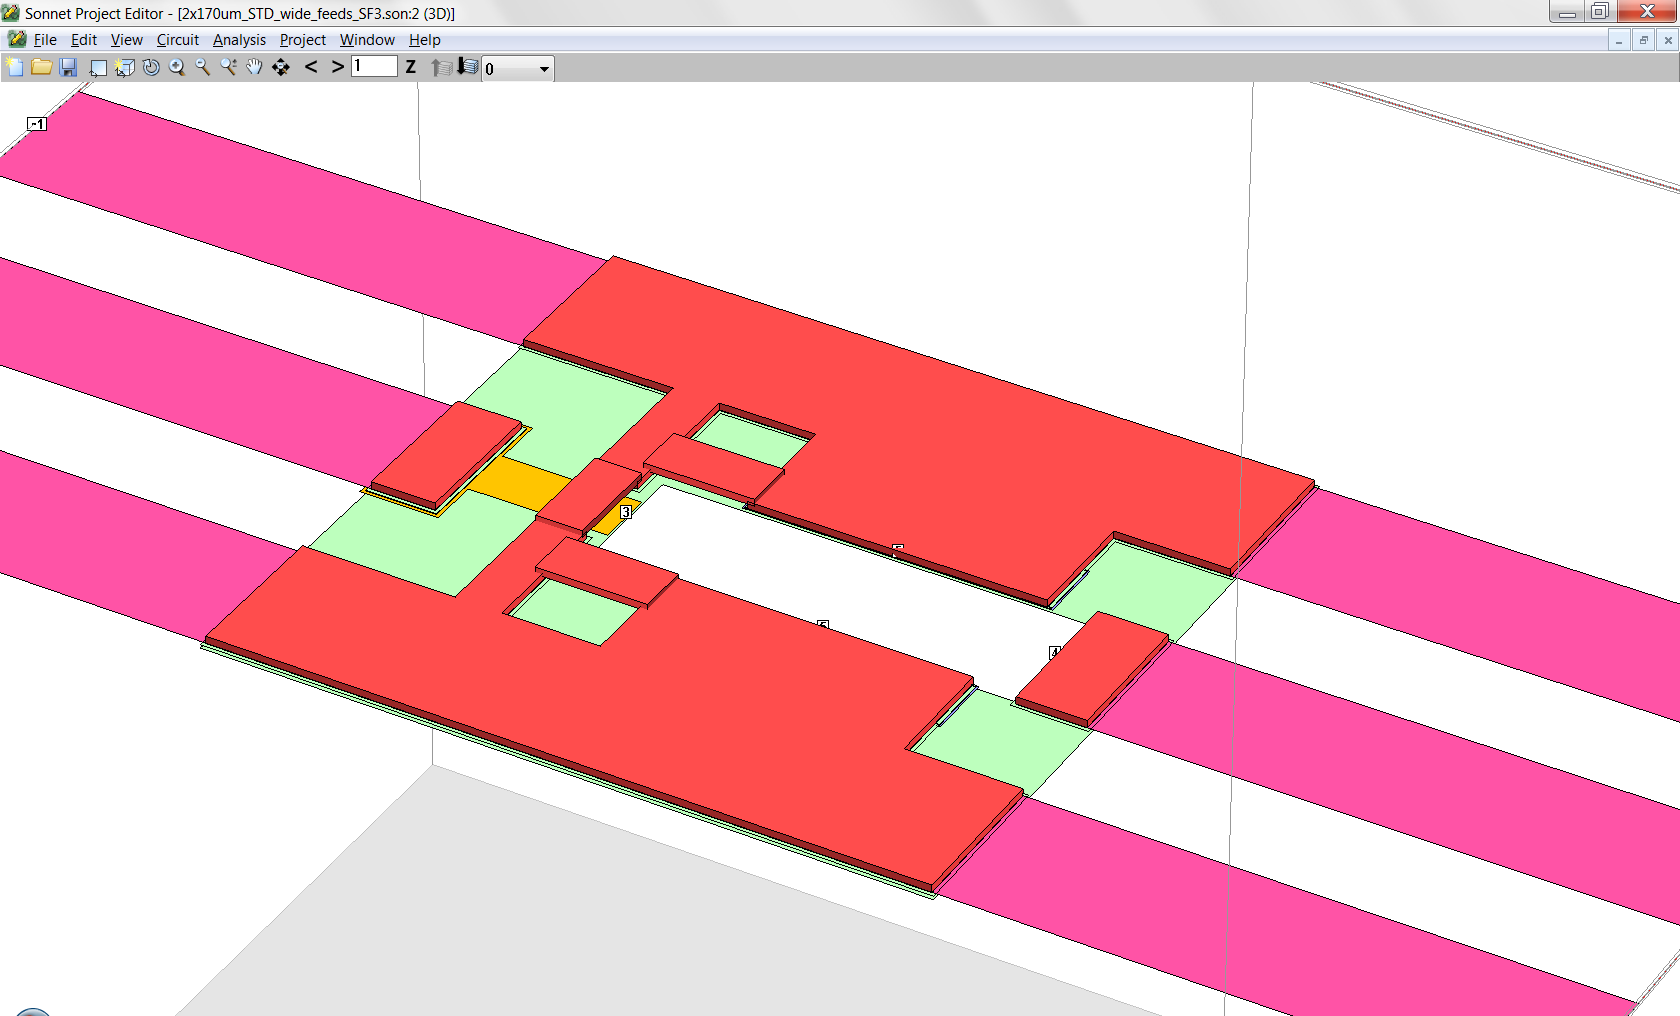 Sonnet Project Editor - [2x170um_STD_wide_feeds_SF3.son:2 (3D)]
File Edit View Circuit Analysis Project Window Help
< > 1 Z 0
-1
3
5
4